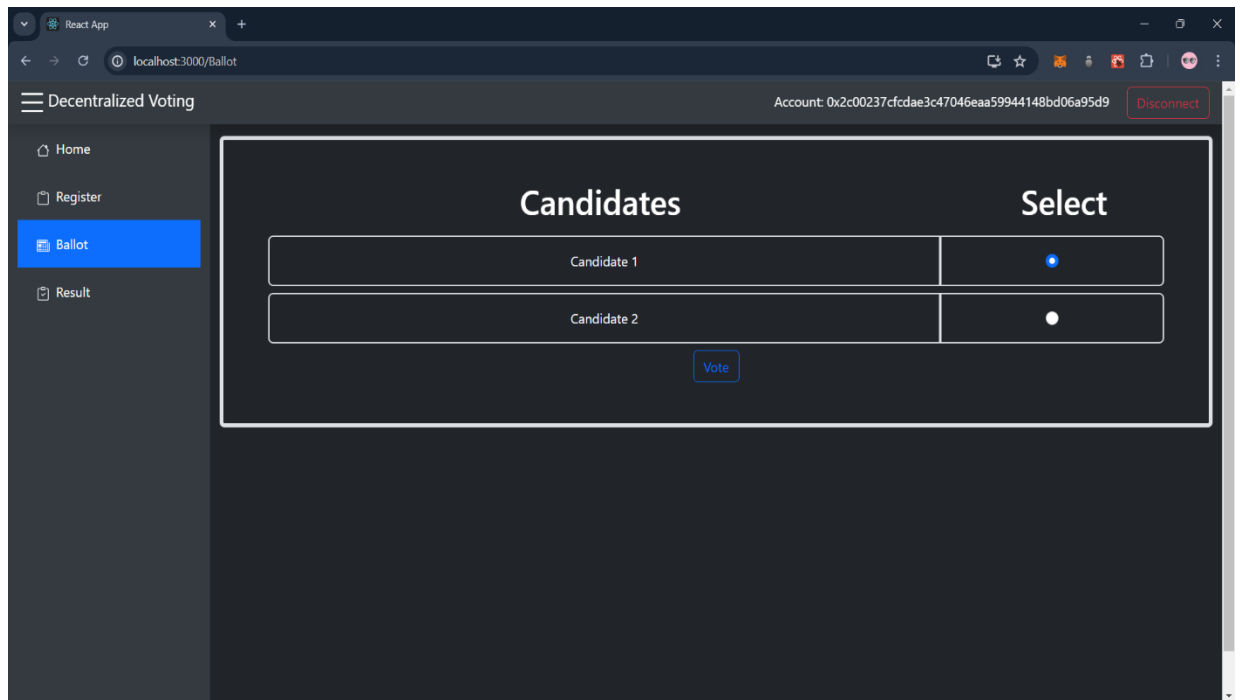 React App
localhost:3000/Ballot
Decentralized Voting
Account: 0x2c00237cfcdae3c47046eaa59944148bd06a95d9
Disconnect
Home
Register
Ballot
Result
Candidates Select
Candidate 1
Candidate 2
Vote